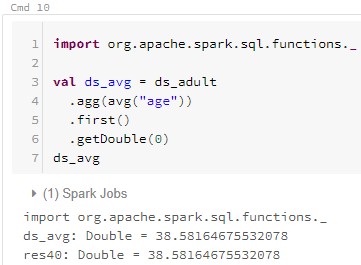 Cmd 10
1 import org.apache.spark.sql.functions._
2
3 val ds_avg = ds_adult
4   .agg(avg("age"))
5   .first()
6   .getDouble(0)
7 ds_avg
▶ (1) Spark Jobs
import org.apache.spark.sql.functions._
ds_avg: Double = 38.58164675532078
res40: Double = 38.58164675532078